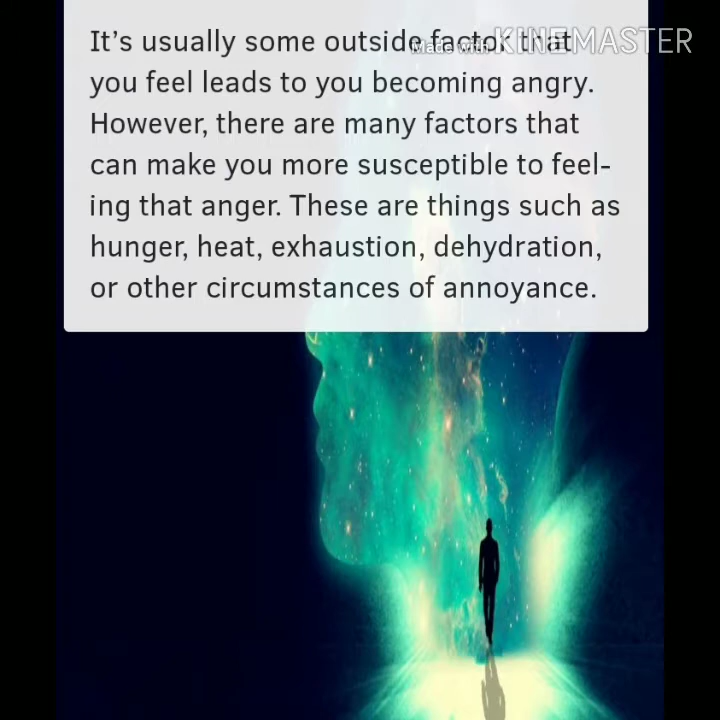 It’s usually some outside factor that
you feel leads to you becoming angry.
However, there are many factors that
can make you more susceptible to feel-
ing that anger. These are things such as
hunger, heat, exhaustion, dehydration,
or other circumstances of annoyance.
Made with KINEMASTER